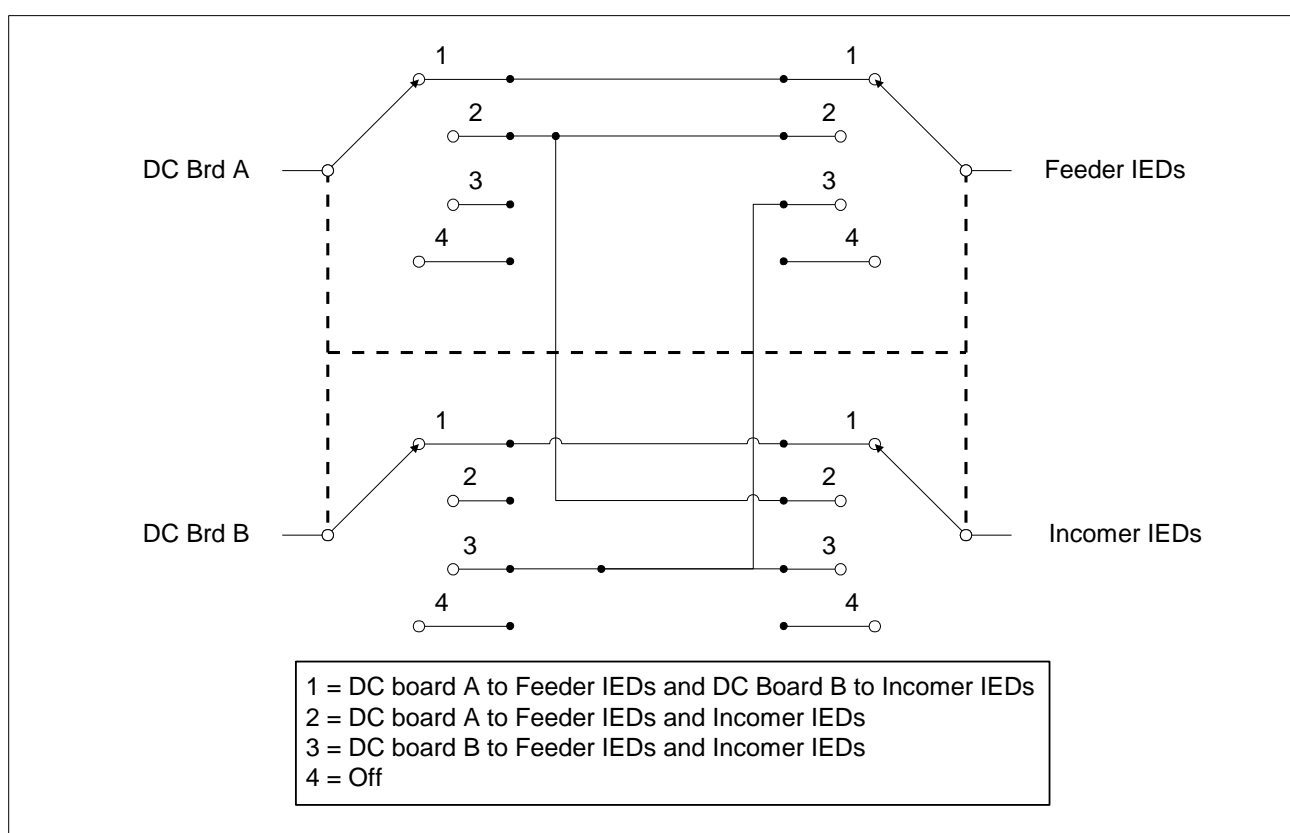 1 1
2 2
DC Brd A 3 3 Feeder IEDs
4 4
1 1
2 2
DC Brd B 3 3 Incomer IEDs
4 4
1 = DC board A to Feeder IEDs and DC Board B to Incomer IEDs
2 = DC board A to Feeder IEDs and Incomer IEDs
3 = DC board B to Feeder IEDs and Incomer IEDs
4 = Off